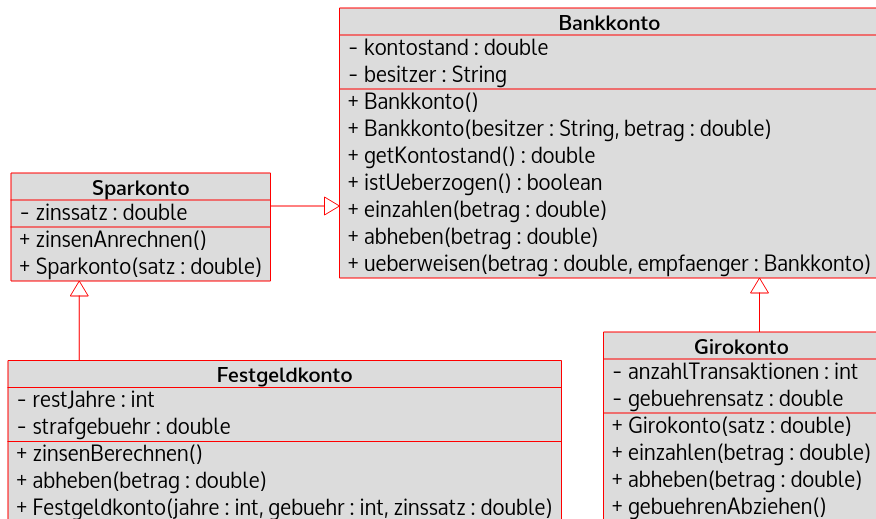 Bankkonto
- kontostand : double
- besitzer : String
+ Bankkonto()
+ Bankkonto(besitzer : String, betrag : double)
+ getKontostand() : double
+ istUeberzogen() : boolean
+ einzahlen(betrag : double)
+ abheben(betrag : double)
+ ueberweisen(betrag : double, empfaenger : Bankkonto)
Sparkonto
- zinssatz : double
+ zinsenAnrechnen()
+ Sparkonto(satz : double)
Festgeldkonto
- restJahre : int
- strafgebuehr : double
+ zinsenBerechnen()
+ abheben(betrag : double)
+ Festgeldkonto(jahre : int, gebuehr : int, zinssatz : double)
Girokonto
- anzahlTransaktionen : int
- gebuehrensatz : double
+ Girokonto(satz : double)
+ einzahlen(betrag : double)
+ abheben(betrag : double)
+ gebuehrenAbziehen()